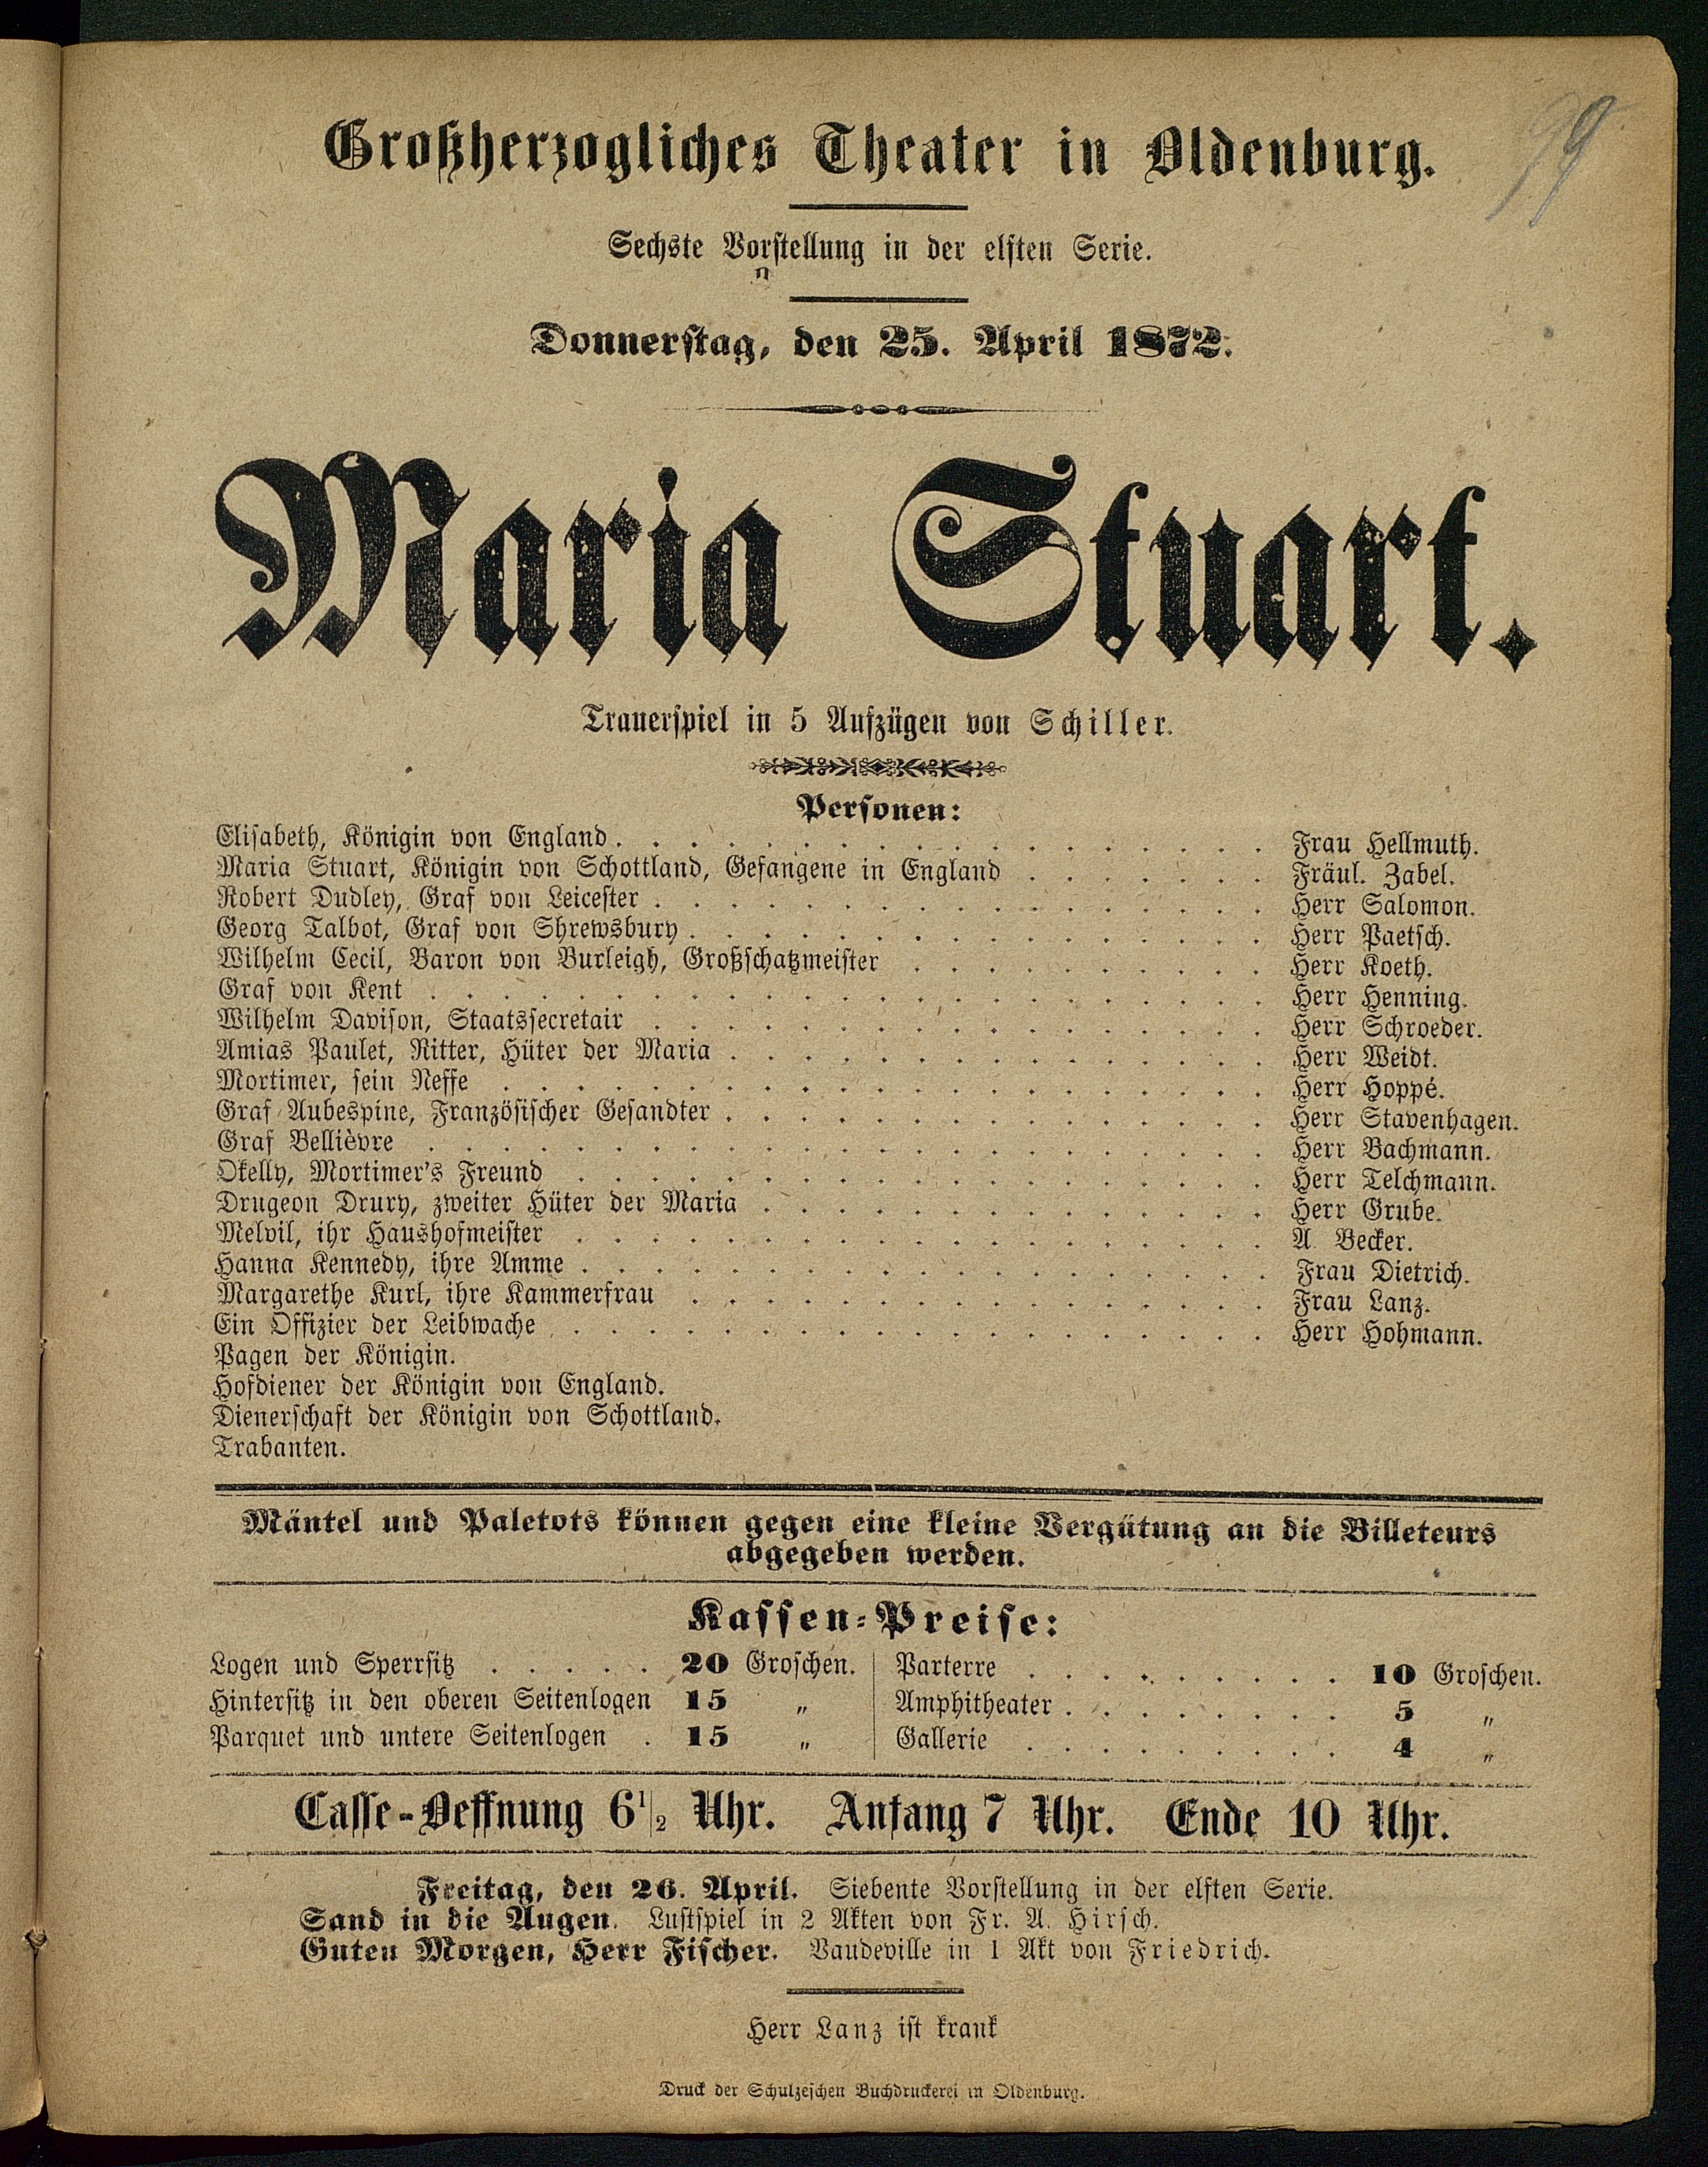 99
Großherzogliches Theater in Oldenburg.
Sechste Vorstellung in der elften Serie.
Donnerstag, den 25. April 1872.
Maria Stuart.
Trauerspiel in 5 Aufzügen von Schiller.
Personen:
Elisabeth, Königin von England . . . . . . . . . . . . . . . . . . Frau Hellmuth.
Maria Stuart, Königin von Schottland, Gefangene in England . . . . . . . Fräul. Zabel.
Robert Dudley, Graf von Leicester . . . . . . . . . . . . . . . . . Herr Salomon.
Georg Talbot, Graf von Shrewsbury . . . . . . . . . . . . . . . . Herr Paetsch.
Wilhelm Cecil, Baron von Burleigh, Großschatzmeister . . . . . . . . . . Herr Koeth.
Graf von Kent . . . . . . . . . . . . . . . . . . . . . . . Herr Henning.
Wilhelm Davison, Staatssecretair . . . . . . . . . . . . . . . . . Herr Schroeder.
Amias Paulet, Ritter, Hüter der Maria . . . . . . . . . . . . . . . Herr Weidt.
Mortimer, sein Neffe . . . . . . . . . . . . . . . . . . . . . Herr Hoppé.
Graf Aubespine, Französischer Gesandter . . . . . . . . . . . . . . . Herr Stavenhagen.
Graf Bellièvre . . . . . . . . . . . . . . . . . . . . . . . Herr Bachmann.
Okelly, Mortimer's Freund . . . . . . . . . . . . . . . . . . . Herr Telchmann.
Drugeon Drury, zweiter Hüter der Maria . . . . . . . . . . . . . . Herr Grube.
Melvil, ihr Haushofmeister . . . . . . . . . . . . . . . . . . . A. Becker.
Hanna Kennedy, ihre Amme . . . . . . . . . . . . . . . . . . . Frau Dietrich.
Margarethe Kurl, ihre Kammerfrau . . . . . . . . . . . . . . . . Frau Lanz.
Ein Offizier der Leibwache . . . . . . . . . . . . . . . . . . . Herr Hohmann.
Pagen der Königin.
Hofdiener der Königin von England.
Dienerschaft der Königin von Schottland.
Trabanten.
Mäntel und Paletots können gegen eine kleine Vergütung an die Billeteurs
abgegeben werden.
Kassen-Preise:
Logen und Sperrsitz . . . . . 20 Groschen. Parterre . . . . . . . . . 10 Groschen.
Hintersitz in den oberen Seitenlogen 15 „ Amphitheater . . . . . . . . 5 „
Parquet und untere Seitenlogen . 15 „ Gallerie . . . . . . . . . 4 „
Casse-Oeffnung 6 1/2 Uhr. Anfang 7 Uhr. Ende 10 Uhr.
Freitag, den 26. April. Siebente Vorstellung in der elften Serie.
Sand in die Augen. Lustspiel in 2 Akten von Fr. A. Hirsch.
Guten Morgen, Herr Fischer. Vaudeville in 1 Akt von Friedrich.
Herr Lanz ist krank
Druck der Schulzeschen Buchdruckerei in Oldenburg.